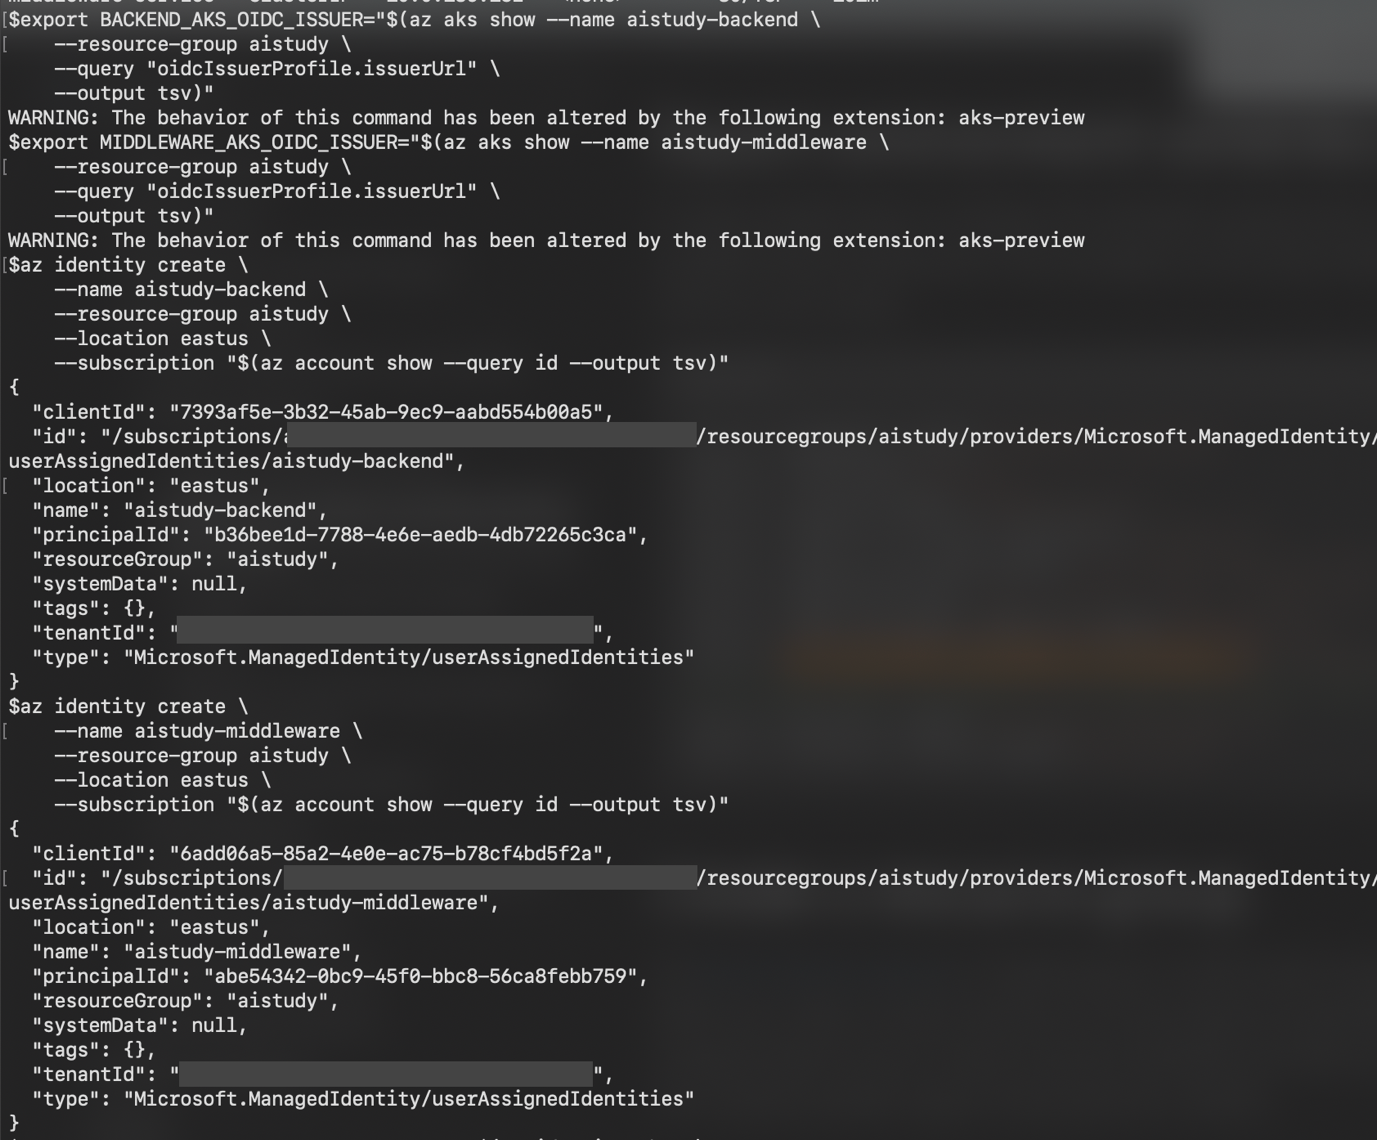 $export BACKEND_AKS_OIDC_ISSUER="$(az aks show --name aistudy-backend \
[    --resource-group aistudy \
    --query "oidcIssuerProfile.issuerUrl" \
    --output tsv)"
WARNING: The behavior of this command has been altered by the following extension: aks-preview
$export MIDDLEWARE_AKS_OIDC_ISSUER="$(az aks show --name aistudy-middleware \
[    --resource-group aistudy \
    --query "oidcIssuerProfile.issuerUrl" \
    --output tsv)"
WARNING: The behavior of this command has been altered by the following extension: aks-preview
[$az identity create \
    --name aistudy-backend \
    --resource-group aistudy \
    --location eastus \
    --subscription "$(az account show --query id --output tsv)"
{
  "clientId": "7393af5e-3b32-45ab-9ec9-aabd554b00a5",
  "id": "/subscriptions/ /resourcegroups/aistudy/providers/Microsoft.ManagedIdentity/
userAssignedIdentities/aistudy-backend",
[  "location": "eastus",
  "name": "aistudy-backend",
  "principalId": "b36bee1d-7788-4e6e-aedb-4db72265c3ca",
  "resourceGroup": "aistudy",
  "systemData": null,
  "tags": {},
  "tenantId": " ",
  "type": "Microsoft.ManagedIdentity/userAssignedIdentities"
}
$az identity create \
[    --name aistudy-middleware \
    --resource-group aistudy \
    --location eastus \
    --subscription "$(az account show --query id --output tsv)"
{
  "clientId": "6add06a5-85a2-4e0e-ac75-b78cf4bd5f2a",
[  "id": "/subscriptions/ /resourcegroups/aistudy/providers/Microsoft.ManagedIdentity/
userAssignedIdentities/aistudy-middleware",
  "location": "eastus",
  "name": "aistudy-middleware",
  "principalId": "abe54342-0bc9-45f0-bbc8-56ca8febb759",
  "resourceGroup": "aistudy",
  "systemData": null,
  "tags": {},
  "tenantId": " ",
  "type": "Microsoft.ManagedIdentity/userAssignedIdentities"
}